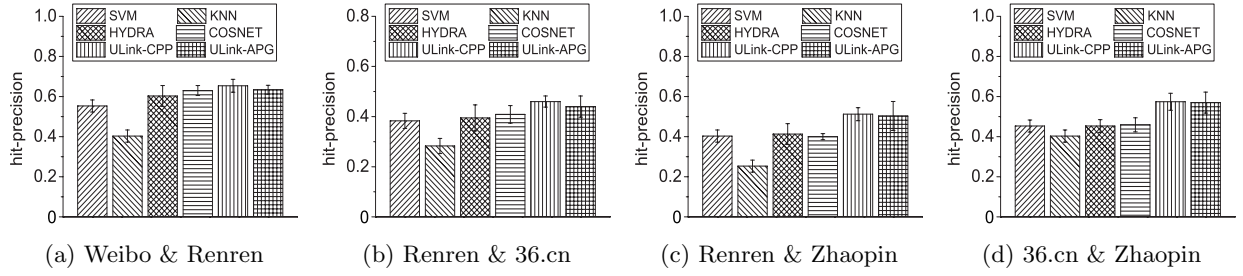 1.0
0.8
0.6
0.4
0.2
0
hit-precision
SVM KNN
HYDRA COSNET
ULink-CPP ULink-APG
(a) Weibo & Renren
0.8
0.6
0.4
0.2
0
hit-precision
SVM KNN
HYDRA COSNET
ULink-CPP ULink-APG
(b) Renren & 36.cn
1.0
0.8
0.6
0.4
0.2
0
hit-precision
SVM KNN
HYDRA COSNET
ULink-CPP ULink-APG
(c) Renren & Zhaopin
1.0
0.8
0.6
0.4
0.2
0
hit-precision
SVM KNN
HYDRA COSNET
ULink-CPP ULink-APG
(d) 36.cn & Zhaopin